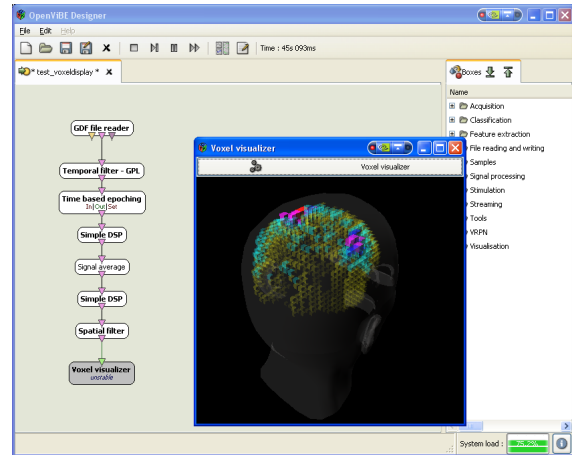 OpenViBE Designer
File Edit Help
Time : 45s 093ms
* test_voxeldisplay *
Boxes
Name
Acquisition
Classification
Feature extraction
File reading and writing
Samples
Signal processing
Stimulation
Streaming
Tools
VRPN
Visualisation
GDF file reader
Temporal filter - GPL
Time based epoching
In|Out|Set
Simple DSP
Signal average
Simple DSP
Spatial filter
Voxel visualizer
unstable
Voxel visualizer
Voxel visualizer
System load :
75.2%